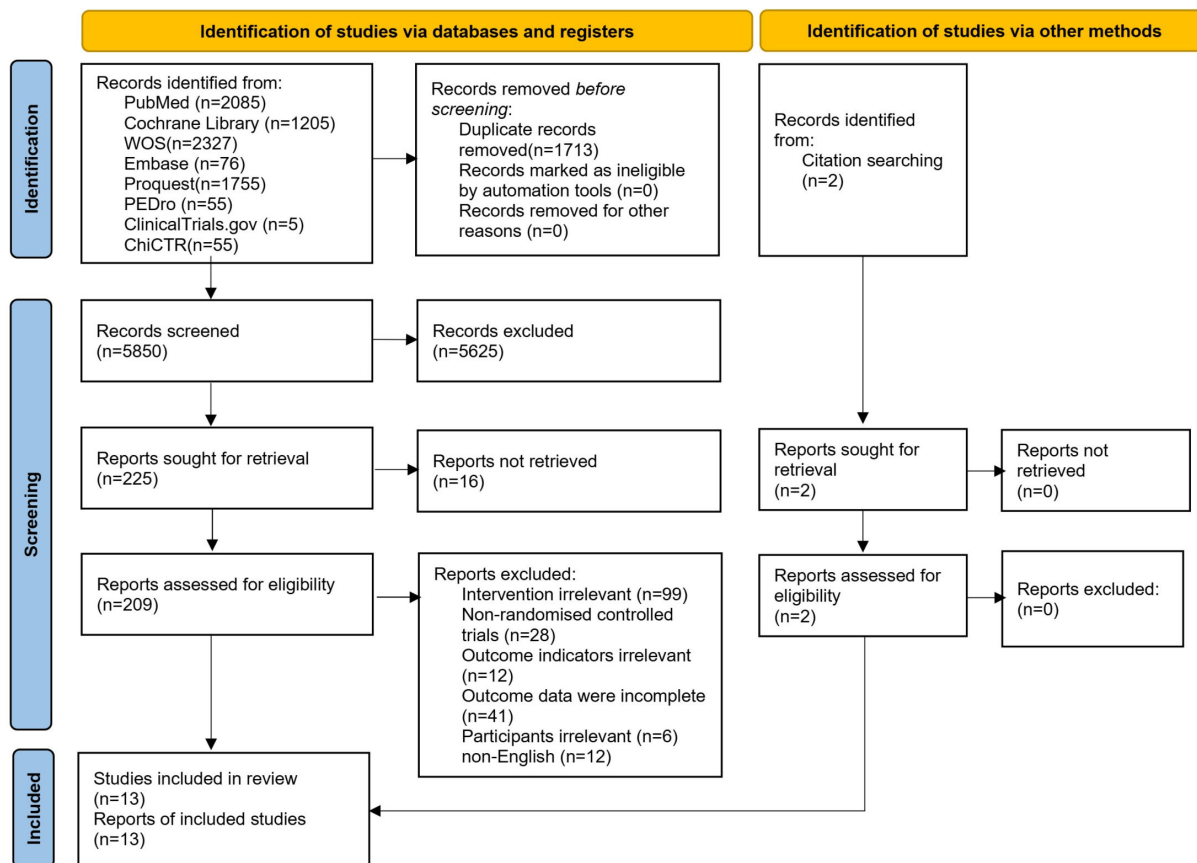 Identification of studies via databases and registers
Identification of studies via other methods
Identification
Records identified from:
PubMed (n=2085)
Cochrane Library (n=1205)
WOS(n=2327)
Embase (n=76)
Proquest(n=1755)
PEDro (n=55)
ClinicalTrials.gov (n=5)
ChiCTR(n=55)
Records removed before
screening:
Duplicate records
removed(n=1713)
Records marked as ineligible
by automation tools (n=0)
Records removed for other
reasons (n=0)
Records identified
from:
Citation searching
(n=2)
Screening
Records screened
(n=5850)
Records excluded
(n=5625)
Reports sought for retrieval
(n=225)
Reports not retrieved
(n=16)
Reports sought for
retrieval
(n=2)
Reports not
retrieved
(n=0)
Reports assessed for eligibility
(n=209)
Reports excluded:
Intervention irrelevant (n=99)
Non-randomised controlled
trials (n=28)
Outcome indicators irrelevant
(n=12)
Outcome data were incomplete
(n=41)
Participants irrelevant (n=6)
non-English (n=12)
Reports assessed for
eligibility
(n=2)
Reports excluded:
(n=0)
Included
Studies included in review
(n=13)
Reports of included studies
(n=13)